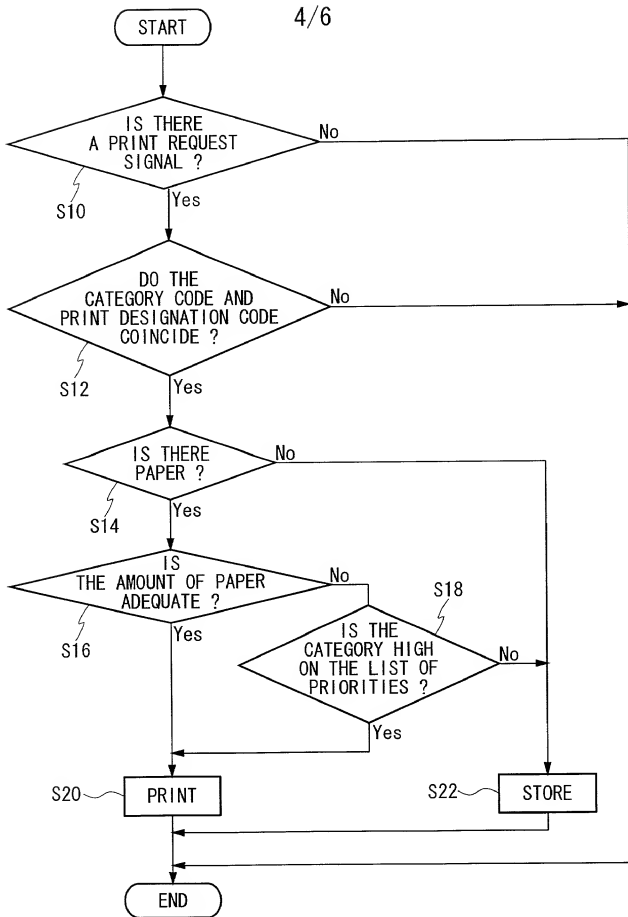 4/6
START
IS THERE
A PRINT REQUEST
SIGNAL ?
No
S10
Yes
DO THE
CATEGORY CODE AND
PRINT DESIGNATION CODE
COINCIDE ?
No
S12
Yes
IS THERE
PAPER ?
No
S14
Yes
IS
THE AMOUNT OF PAPER
ADEQUATE ?
No
S16
Yes
S18
IS THE
CATEGORY HIGH
ON THE LIST OF
PRIORITIES ?
No
Yes
S20
PRINT
S22
STORE
END